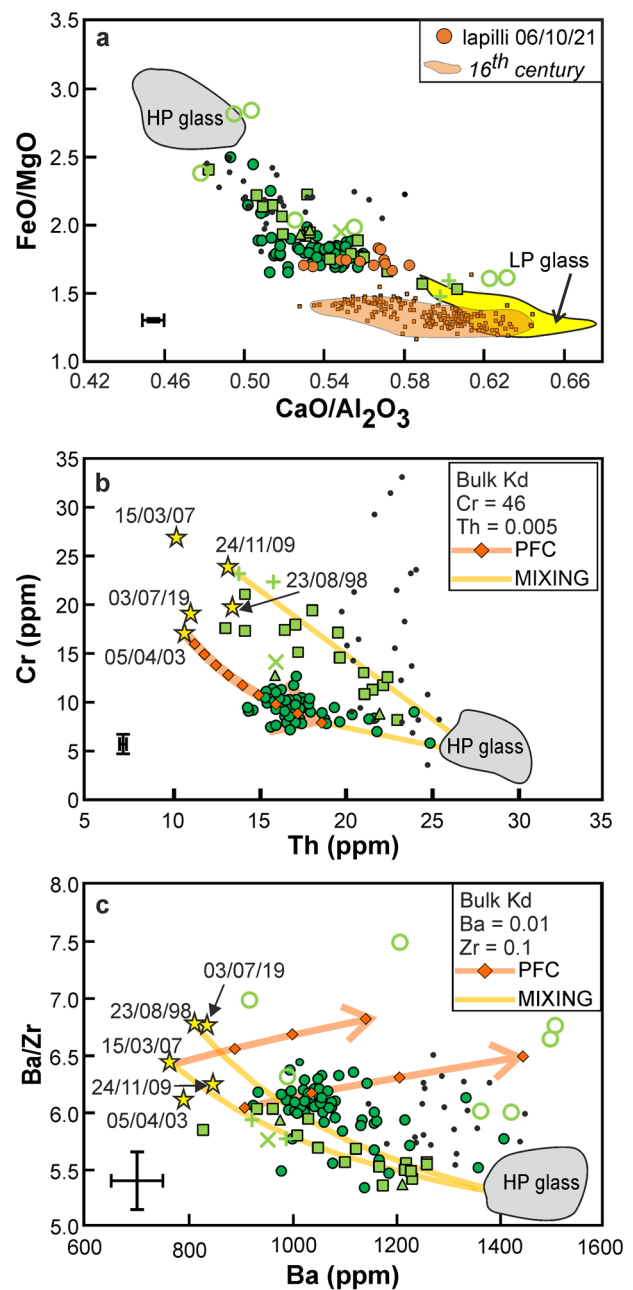 a
lapilli 06/10/21
16th century
HP glass
LP glass
3.5
3.0
2.5
2.0
1.5
1.0
FeO/MgO
0.42
0.46
0.50
0.54
0.58
0.62
0.66
CaO/Al2O3
b
Bulk Kd
Cr = 46
Th = 0.005
PFC
MIXING
15/03/07
24/11/09
23/08/98
03/07/19
05/04/03
HP glass
35
30
25
20
15
10
5
0
Cr (ppm)
5
10
15
20
25
30
35
Th (ppm)
c
Bulk Kd
Ba = 0.01
Zr = 0.1
PFC
MIXING
03/07/19
23/08/98
15/03/07
24/11/09
05/04/03
HP glass
8.0
7.5
7.0
6.5
6.0
5.5
5.0
Ba/Zr
600
800
1000
1200
1400
1600
Ba (ppm)